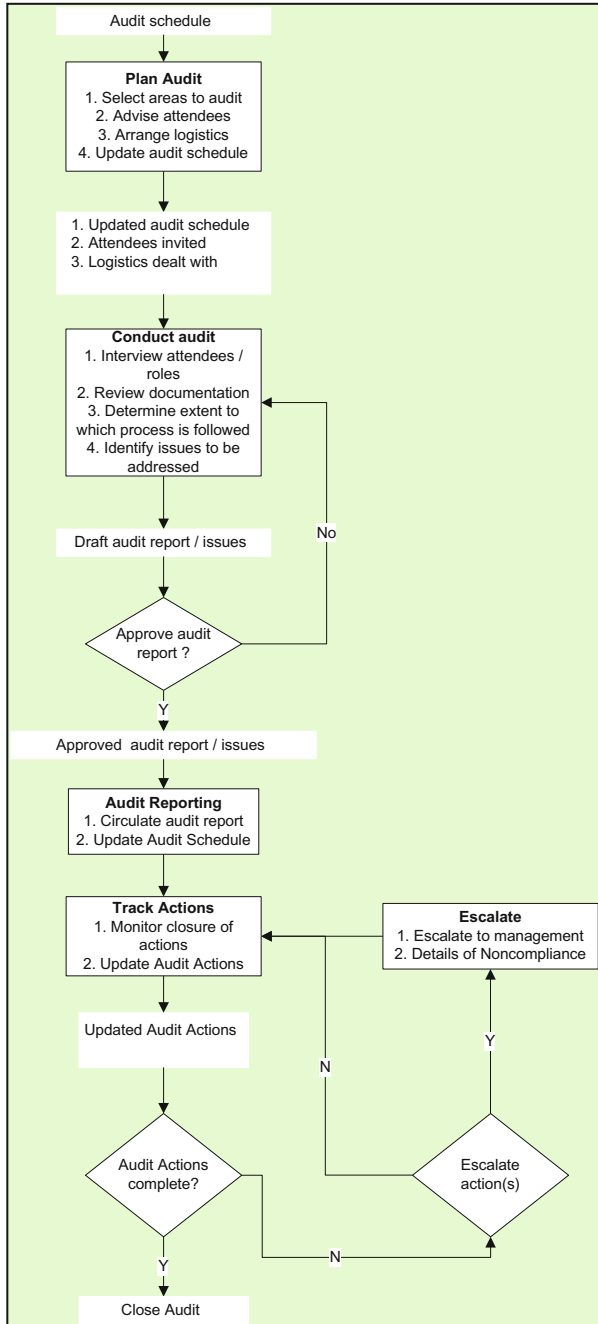 Audit schedule
Plan Audit
1. Select areas to audit
2. Advise attendees
3. Arrange logistics
4. Update audit schedule
1. Updated audit schedule
2. Attendees invited
3. Logistics dealt with
Conduct audit
1. Interview attendees /
roles
2. Review documentation
3. Determine extent to
which process is followed
4. Identify issues to be
addressed
Draft audit report / issues
No
Approve audit
report ?
Y
Approved audit report / issues
Audit Reporting
1. Circulate audit report
2. Update Audit Schedule
Track Actions
1. Monitor closure of
actions
2. Update Audit Actions
Escalate
1. Escalate to management
2. Details of Noncompliance
Updated Audit Actions
N
Y
Audit Actions
complete?
Escalate
action(s)
N
Y
Close Audit